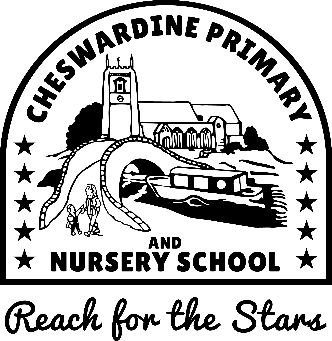 CHESWARDINE PRIMARY
AND
NURSERY SCHOOL
Reach for the Stars